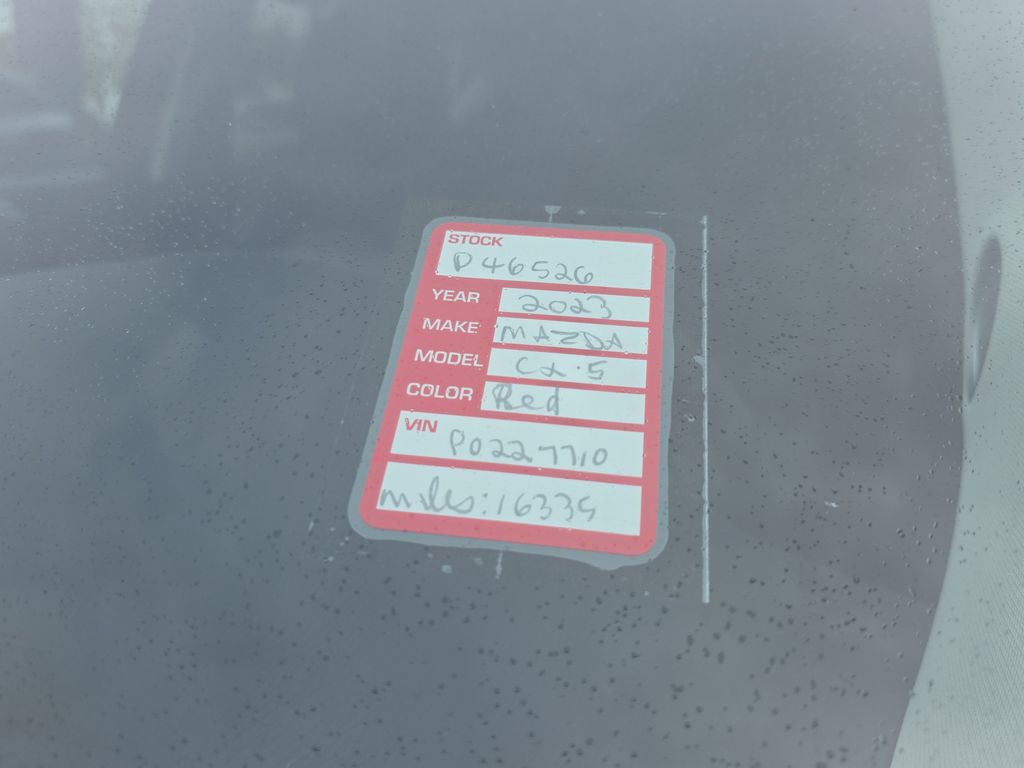 STOCK
P46526
YEAR 2023
MAKE MAZDA
MODEL CX-5
COLOR Red
VIN
P0227710
miles:16339